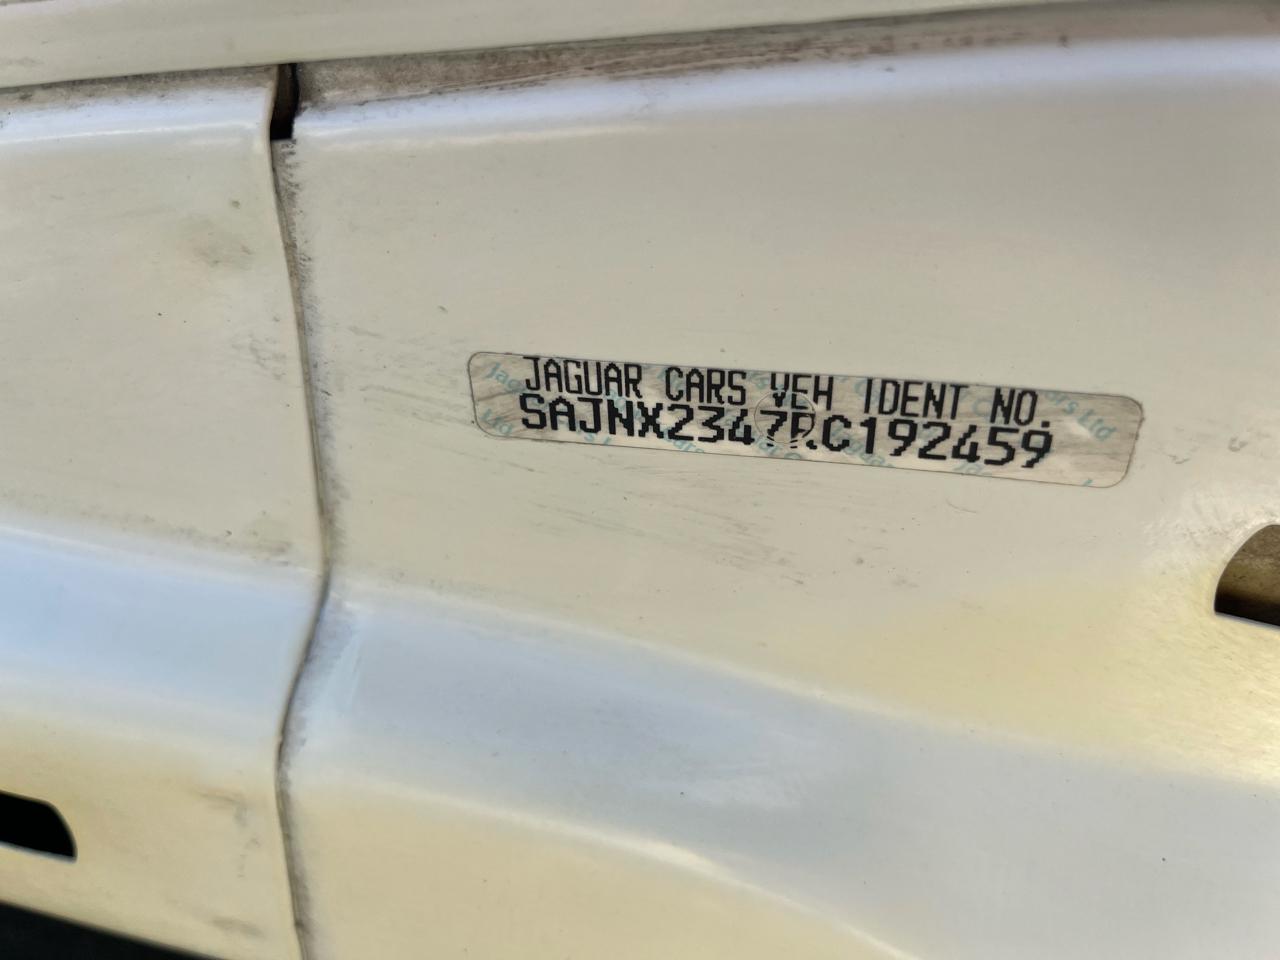 JAGUAR CARS VEH IDENT NO.
SAJNX2347RC192459